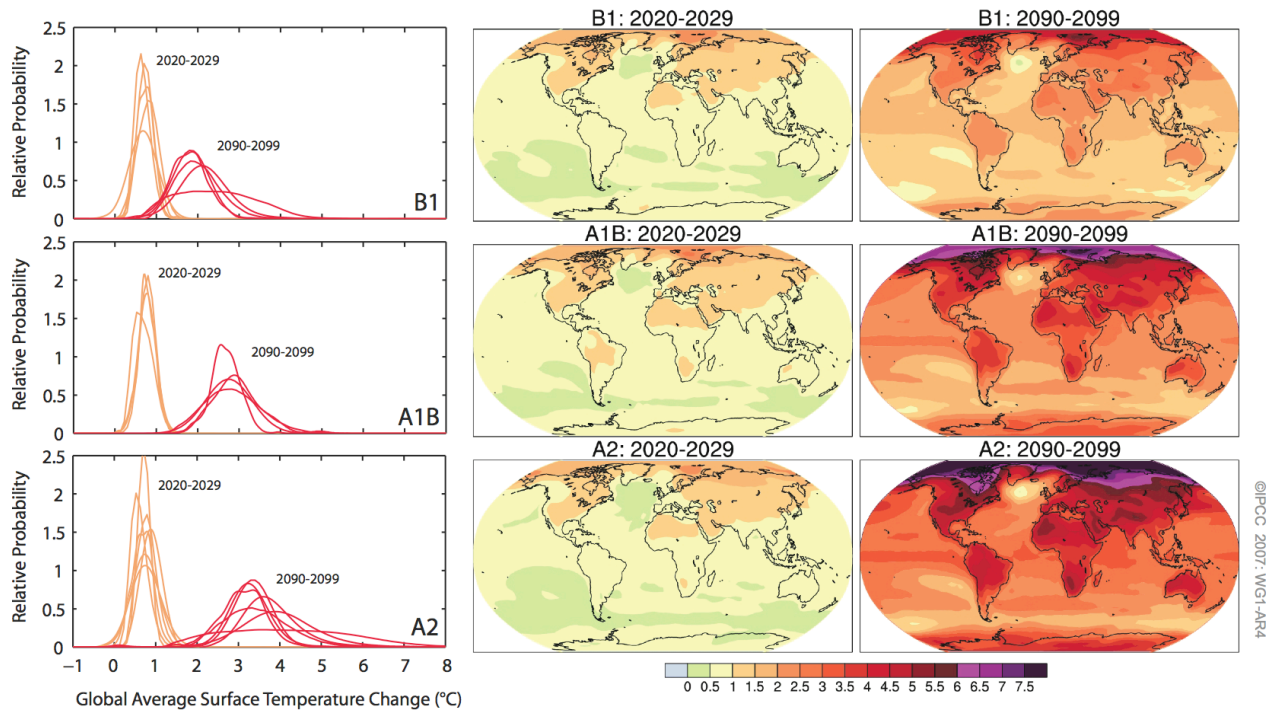 B1: 2020-2029
B1: 2090-2099
2.5
2
1.5
1
0.5
0
Relative Probability
2020-2029
2090-2099
B1
A1B: 2020-2029
A1B: 2090-2099
2.5
2
1.5
1
0.5
0
Relative Probability
2020-2029
2090-2099
A1B
A2: 2020-2029
A2: 2090-2099
2.5
2
1.5
1
0.5
0
Relative Probability
2020-2029
2090-2099
A2
−1 0 1 2 3 4 5 6 7 8
Global Average Surface Temperature Change (°C)
0 0.5 1 1.5 2 2.5 3 3.5 4 4.5 5 5.5 6 6.5 7 7.5
©IPCC 2007: WG1-AR4